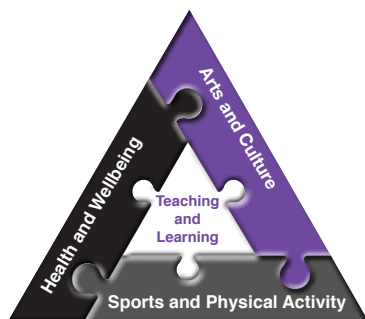 Arts and Culture
Health and Wellbeing
Teaching
and
Learning
Sports and Physical Activity